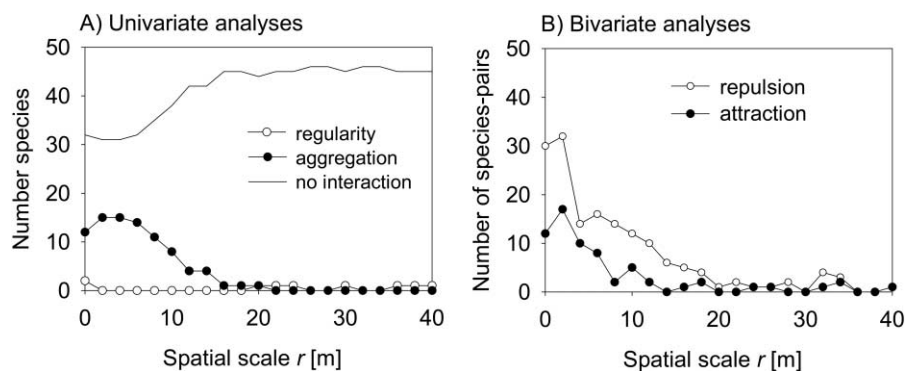 A) Univariate analyses
50
40
30
20
10
0
Number species
regularity
aggregation
no interaction
0
10
20
30
40
Spatial scale r [m]
B) Bivariate analyses
50
40
30
20
10
0
Number of species-pairs
repulsion
attraction
0
10
20
30
40
Spatial scale r [m]